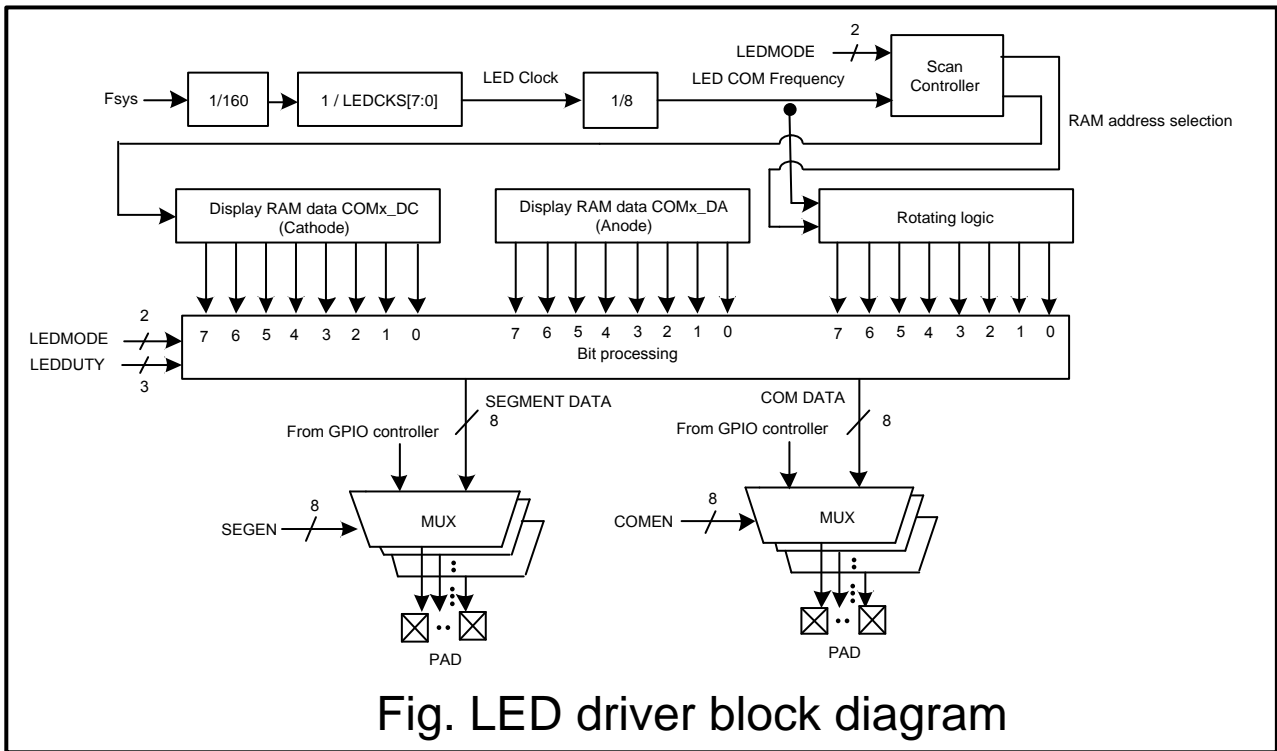 2
LEDMODE
Scan
Controller
LED Clock
LED COM Frequency
Fsys
1/160
1 / LEDCKS[7:0]
1/8
RAM address selection
Display RAM data COMx_DC
(Cathode)
Display RAM data COMx_DA
(Anode)
Rotating logic
2
LEDMODE
7 6 5 4 3 2 1 0
7 6 5 4 3 2 1 0
7 6 5 4 3 2 1 0
Bit processing
LEDDUTY
3
SEGMENT DATA
8
COM DATA
8
From GPIO controller
From GPIO controller
8
SEGEN
MUX
8
COMEN
MUX
PAD
PAD
Fig. LED driver block diagram